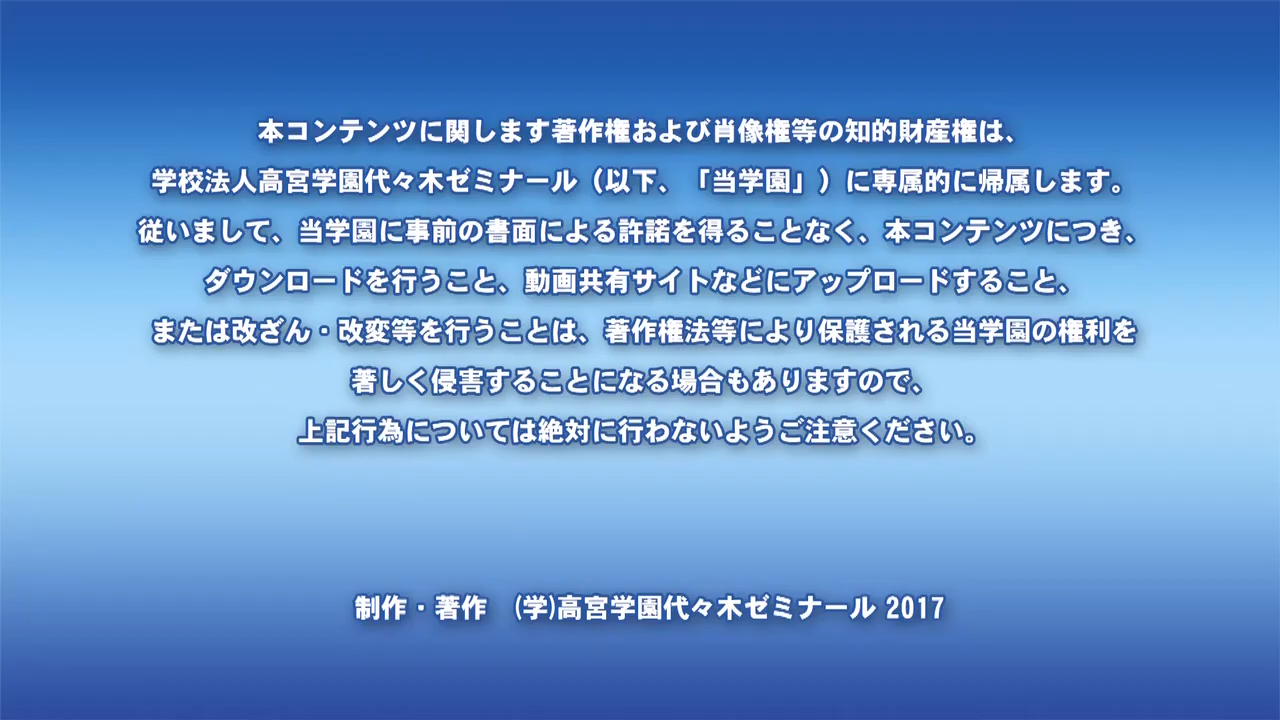 本コンテンツに関します著作権および肖像権等の知的財産権は、
学校法人高宮学園代々木ゼミナール（以下、「当学園」）に専属的に帰属します。
従いまして、当学園に事前の書面による許諾を得ることなく、本コンテンツにつき、
ダウンロードを行うこと、動画共有サイトなどにアップロードすること、
または改ざん・改変等を行うことは、著作権法等により保護される当学園の権利を
著しく侵害することになる場合もありますので、
上記行為については絶対に行わないようご注意ください。
制作・著作　(学)高宮学園代々木ゼミナール 2017